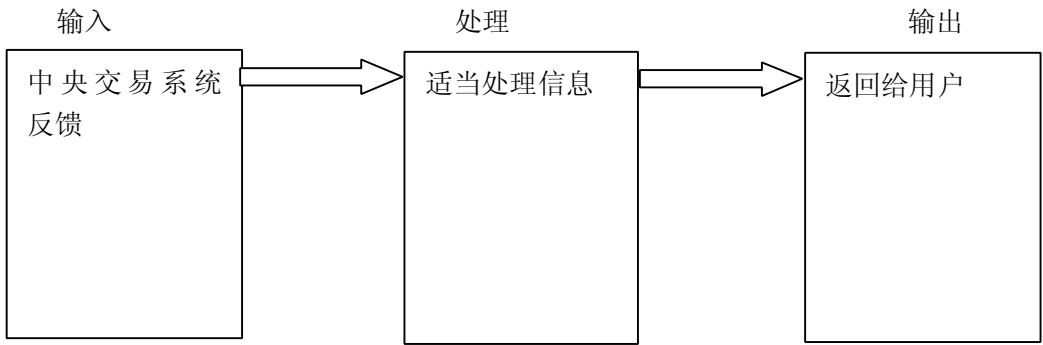 输入
处理
输出
中央交易系统
反馈
适当处理信息
返回给用户